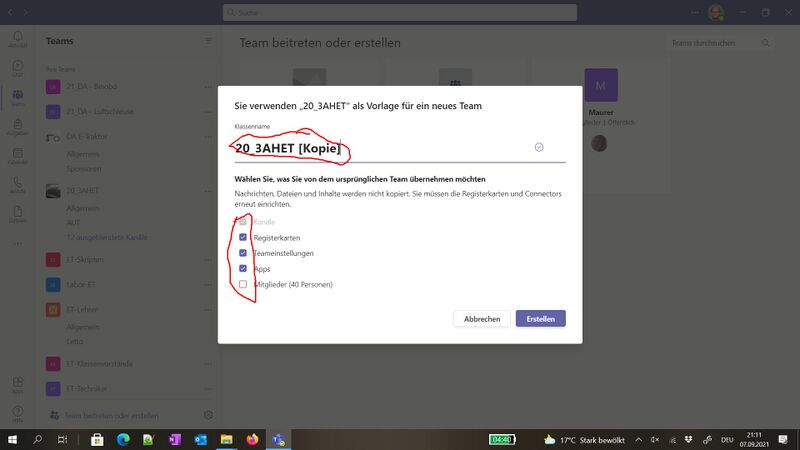 Suche
Teams
Team beitreten oder erstellen
Teams durchsuchen
Aktivität
Ihre Teams
Chat
21_DA - Binobo
Teams
21_DA - Luftschleuse
Aufgaben
DA E-Traktor
Allgemein
Kalender
Sponsoren
Anrufe
20_3AHET
Allgemein
Dateien
AUT
12 ausgeblendete Kanäle
ET-Skripten
Labor-ET
ET-Lehrer
Allgemein
Letto
ET-Klassenvorstände
Apps
ET-Techniker
Hilfe
Team beitreten oder erstellen
M
Maurer
Mitglieder | Öffentlich
Sie verwenden „20_3AHET“ als Vorlage für ein neues Team
Klassenname
20_3AHET [Kopie]
Wählen Sie, was Sie von dem ursprünglichen Team übernehmen möchten
Nachrichten, Dateien und Inhalte werden nicht kopiert. Sie müssen die Registerkarten und Connectors
erneut einrichten.
Kanäle
Registerkarten
Teameinstellungen
Apps
Mitglieder (40 Personen)
Abbrechen
Erstellen
04:40
17°C Stark bewölkt
DEU
21:11
07.09.2021